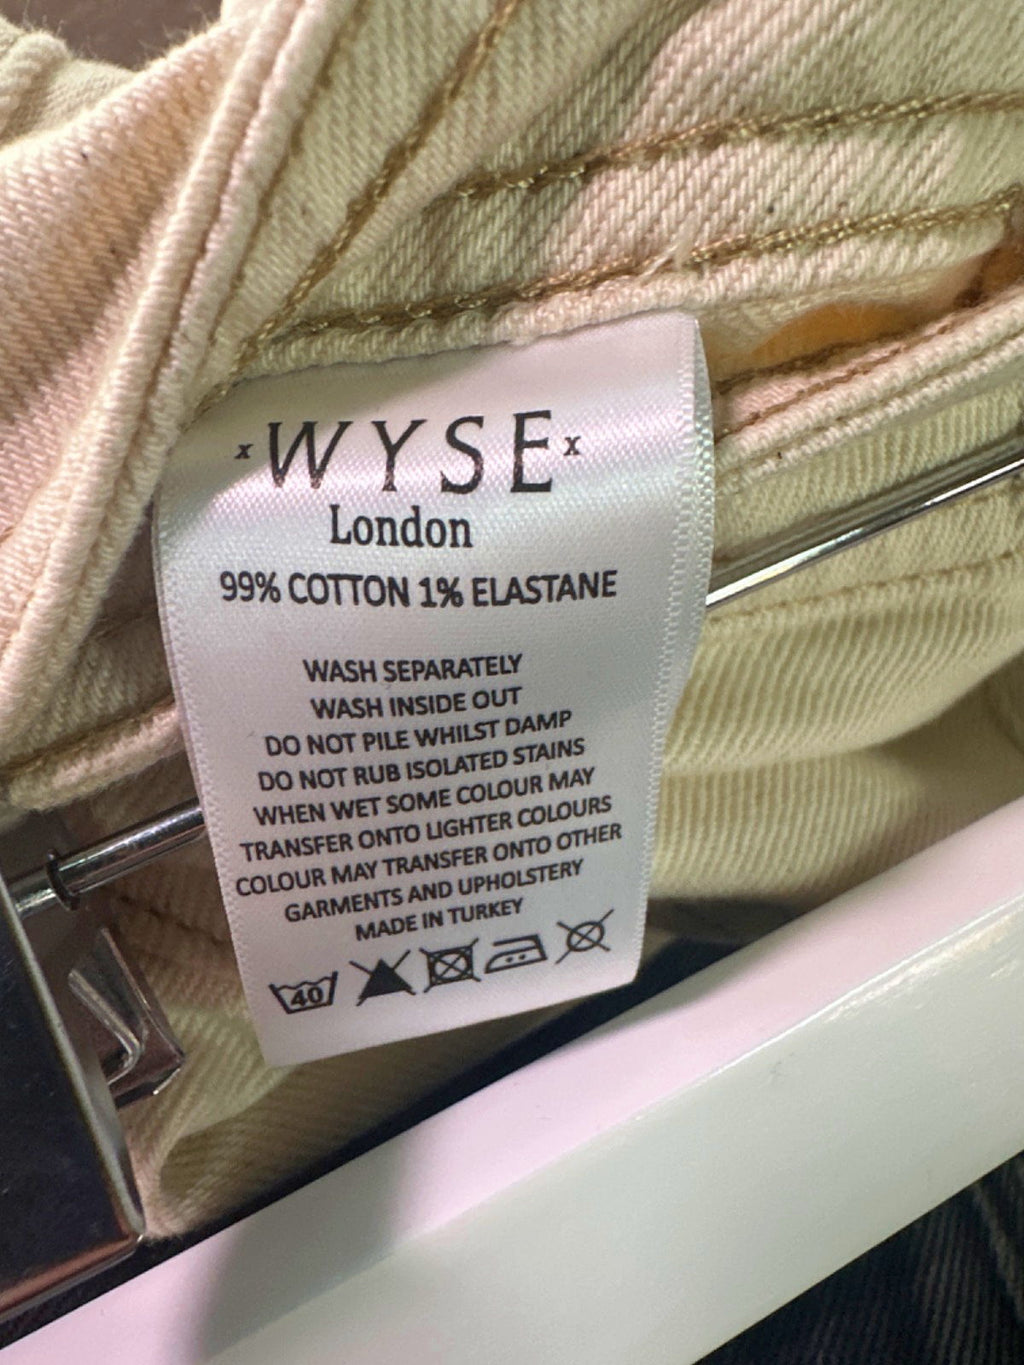 x WYSE x
London
99% COTTON 1% ELASTANE
WASH SEPARATELY
WASH INSIDE OUT
DO NOT PILE WHILST DAMP
DO NOT RUB ISOLATED STAINS
WHEN WET SOME COLOUR MAY
TRANSFER ONTO LIGHTER COLOURS
COLOUR MAY TRANSFER ONTO OTHER
GARMENTS AND UPHOLSTERY
MADE IN TURKEY
40